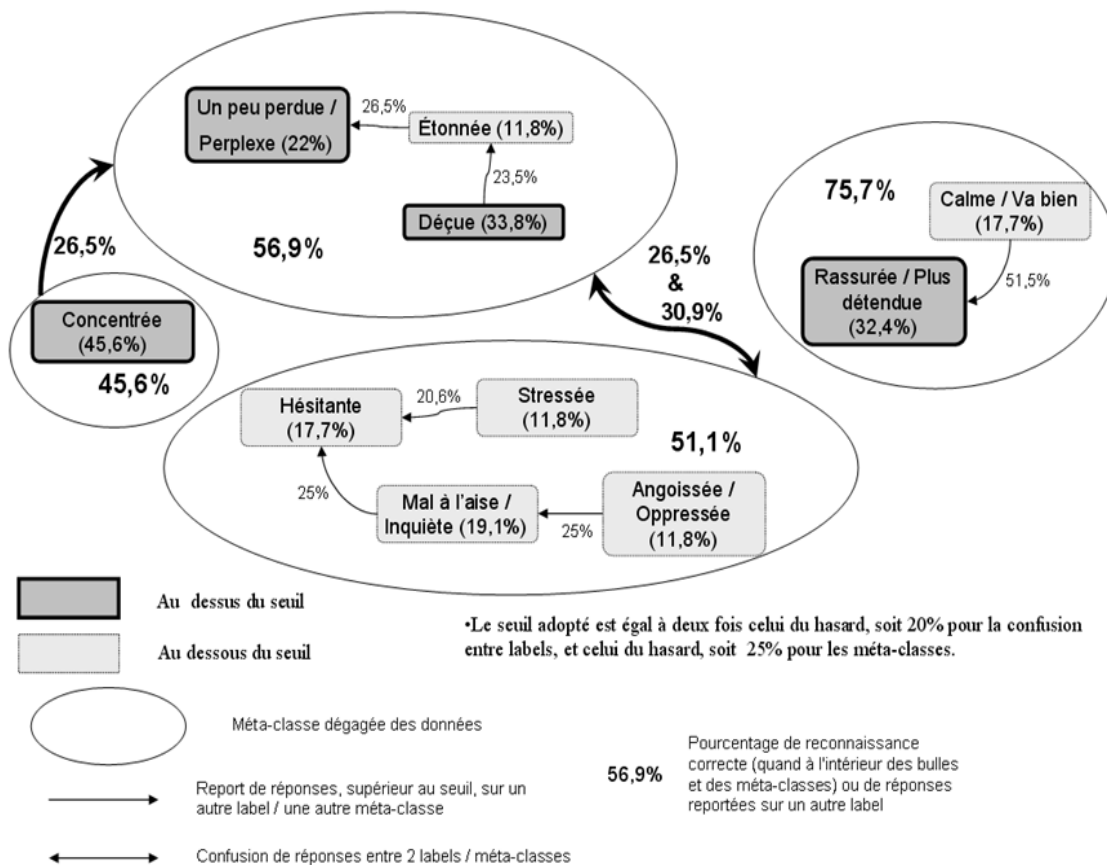 Un peu perdue /
Perplexe (22%)
26,5%
Étonnée (11,8%)
23,5%
Déçue (33,8%)
56,9%
75,7%
Calme / Va bien
(17,7%)
51,5%
Rassurée / Plus
détendue
(32,4%)
26,5%
26,5%
&
30,9%
Concentrée
(45,6%)
45,6%
Hésitante
(17,7%)
20,6%
Stressée
(11,8%)
51,1%
25%
Mal à l'aise /
Inquiète (19,1%)
25%
Angoissée /
Oppressée
(11,8%)
Au dessus du seuil
Au dessous du seuil
•Le seuil adopté est égal à deux fois celui du hasard, soit 20% pour la confusion
entre labels, et celui du hasard, soit 25% pour les méta-classes.
Méta-classe dégagée des données
Report de réponses, supérieur au seuil, sur un
autre label / une autre méta-classe
Confusion de réponses entre 2 labels / méta-classes
56,9%
Pourcentage de reconnaissance
correcte (quand à l'intérieur des bulles
et des méta-classes) ou de réponses
reportées sur un autre label